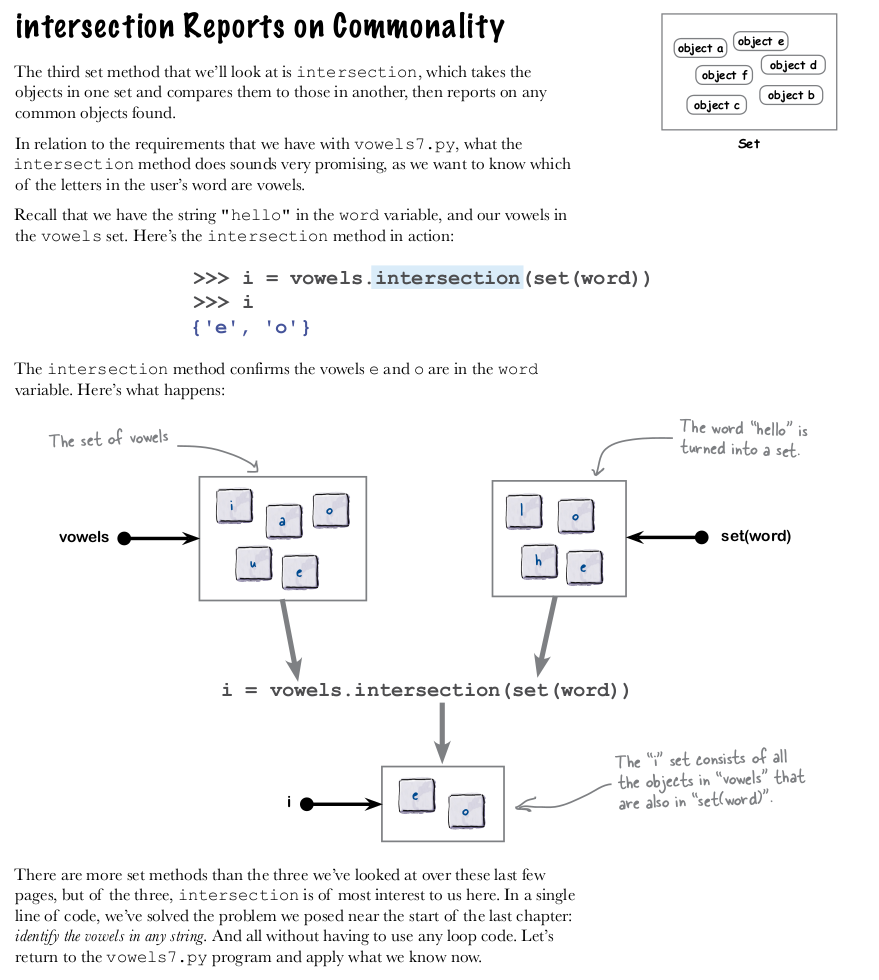 intersection Reports on Commonality
object a
object e
object d
object f
object b
object c
Set
The third set method that we’ll look at is intersection, which takes the
objects in one set and compares them to those in another, then reports on any
common objects found.
In relation to the requirements that we have with vowels7.py, what the
intersection method does sounds very promising, as we want to know which
of the letters in the user’s word are vowels.
Recall that we have the string "hello" in the word variable, and our vowels in
the vowels set. Here’s the intersection method in action:
>>> i = vowels.intersection(set(word))
>>> i
{'e', 'o'}
The intersection method confirms the vowels e and o are in the word
variable. Here’s what happens:
The set of vowels
The word “hello” is
turned into a set.
vowels
i
a
o
u
e
l
o
h
e
set(word)
i = vowels.intersection(set(word))
i
e
o
The “i” set consists of all
the objects in “vowels” that
are also in “set(word)”.
There are more set methods than the three we’ve looked at over these last few
pages, but of the three, intersection is of most interest to us here. In a single
line of code, we’ve solved the problem we posed near the start of the last chapter:
identify the vowels in any string. And all without having to use any loop code. Let’s
return to the vowels7.py program and apply what we know now.